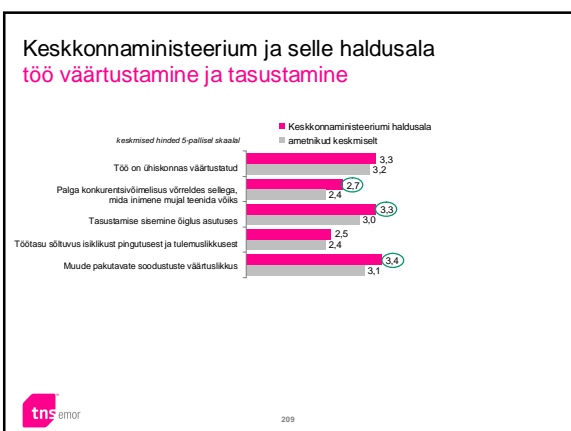 Keskkonnaministeerium ja selle haldusala
töö väärtustamine ja tasustamine
keskmised hinded 5-pallisel skaalal
Keskkonnaministeeriumi haldusala
ametnikud keskmiselt
Töö on ühiskonnas väärtustatud
3,3
3,2
Palga konkurentsivõimelisus võrreldes sellega,
mida inimene mujal teenida võiks
2,7
2,4
Tasustamise sisemine õiglus asutuses
3,3
3,0
Töötasu sõltuvus isiklikust pingutusest ja tulemuslikkusest
2,5
2,4
Muude pakutavate soodustuste väärtuslikkus
3,4
3,1
tns emor
209